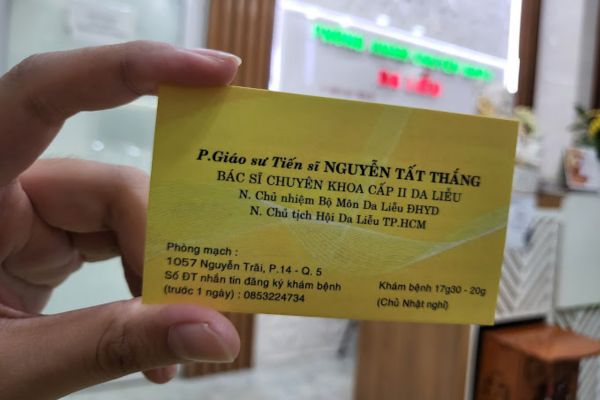 DA LIỄU
P.Giáo sư Tiến sĩ NGUYỄN TẤT THẮNG
BÁC SĨ CHUYÊN KHOA CẤP II DA LIỄU
N. Chủ nhiệm Bộ Môn Da Liễu ĐHYD
N. Chủ tịch Hội Da Liễu TP.HCM
Phòng mạch :
1057 Nguyễn Trãi, P.14 - Q. 5
Số ĐT nhắn tin đăng ký khám bệnh
(trước 1 ngày) : 0853224734
Khám bệnh 17g30 - 20g
(Chủ Nhật nghỉ)